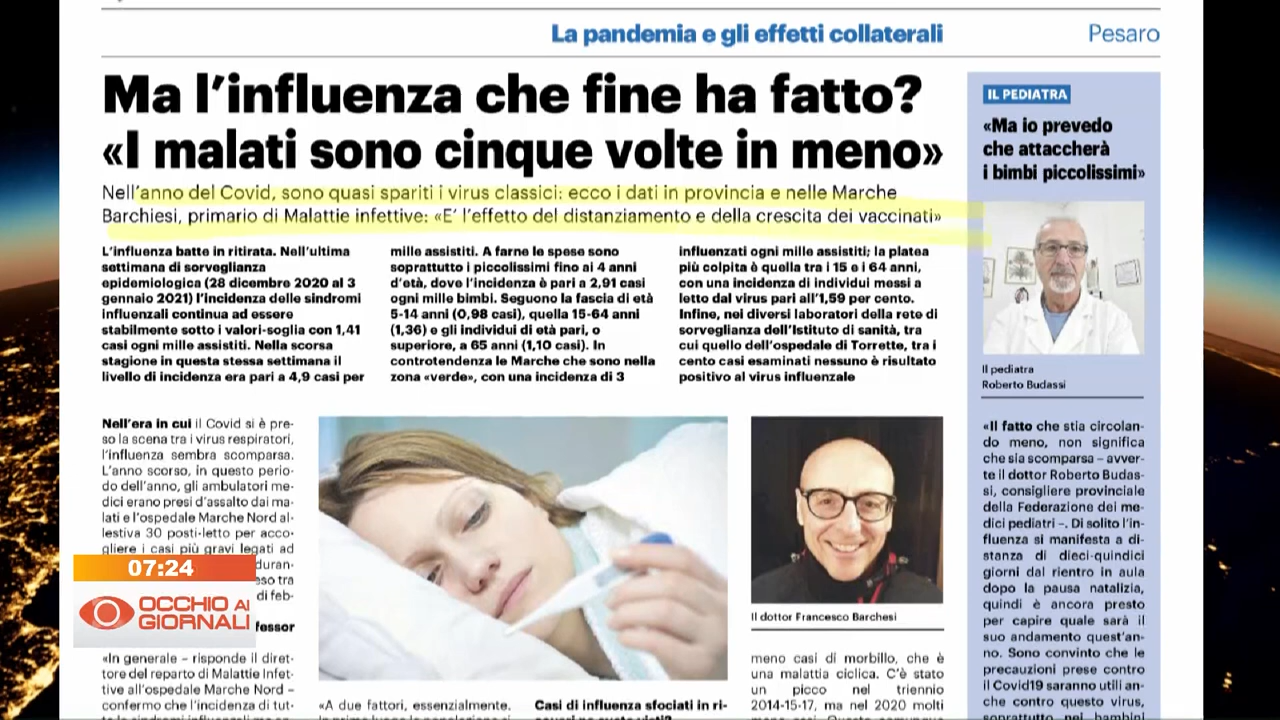 La pandemia e gli effetti collaterali
Pesaro
Ma l'influenza che fine ha fatto?
«I malati sono cinque volte in meno»
Nell'anno del Covid, sono quasi spariti i virus classici: ecco i dati in provincia e nelle Marche
Barchiesi, primario di Malattie infettive: «E' l'effetto del distanziamento e della crescita dei vaccinati»
L'influenza batte in ritirata. Nell'ultima
settimana di sorveglianza
epidemiologica (28 dicembre 2020 al 3
gennaio 2021) l'incidenza delle sindromi
influenzali continua ad essere
stabilmente sotto i valori-soglia con 1,41
casi ogni mille assistiti. Nella scorsa
stagione in questa stessa settimana il
livello di incidenza era pari a 4,9 casi per
mille assistiti. A farne le spese sono
soprattutto i piccolissimi fino ai 4 anni
d'età, dove l'incidenza è pari a 2,91 casi
ogni mille bimbi. Seguono la fascia di età
5-14 anni (0,98 casi), quella 15-64 anni
(1,36) e gli individui di età pari, o
superiore, a 65 anni (1,10 casi). In
controtendenza le Marche che sono nella
zona «verde», con una incidenza di 3
influenzati ogni mille assistiti; la platea
più colpita è quella tra i 15 e i 64 anni,
con una incidenza di individui messi a
letto dal virus pari all'1,59 per cento.
Infine, nei diversi laboratori della rete di
sorveglianza dell'Istituto di sanità, tra
cui quello dell'ospedale di Torrette, tra i
cento casi esaminati nessuno è risultato
positivo al virus influenzale
Nell'era in cui il Covid si è pre-
so la scena tra i virus respiratori,
l'influenza sembra scomparsa.
L'anno scorso, in questo perio-
do dell'anno, gli ambulatori me-
dici erano presi d'assalto dai ma-
lati e l'ospedale Marche Nord al-
lestiva 30 posti-letto per acco-
gliere i casi più gravi legati ad
duran-
eso tra
di feb-
fessor
«In generale – risponde il diret-
tore del reparto di Malattie Infet-
tive all'ospedale Marche Nord –
confermo che l'incidenza di tut-
07:24
OCCHIO AI
GIORNALI
«A due fattori, essenzialmente.
Casi di influenza sfociati in ri-
Il dottor Francesco Barchesi
meno casi di morbillo, che è
una malattia ciclica. C'è stato
un picco nel triennio
2014-15-17, ma nel 2020 molti
IL PEDIATRA
«Ma io prevedo
che attaccherà
i bimbi piccolissimi»
Il pediatra
Roberto Budassi
«Il fatto che stia circolan-
do meno, non significa
che sia scomparsa – avver-
te il dottor Roberto Budas-
si, consigliere provinciale
della Federazione dei me-
dici pediatri –. Di solito l'in-
fluenza si manifesta a di-
stanza di dieci-quindici
giorni dal rientro in aula
dopo la pausa natalizia,
quindi è ancora presto
per capire quale sarà il
suo andamento quest'an-
no. Sono convinto che le
precauzioni prese contro
il Covid19 saranno utili an-
che contro questo virus,
soprattutto nei bambini